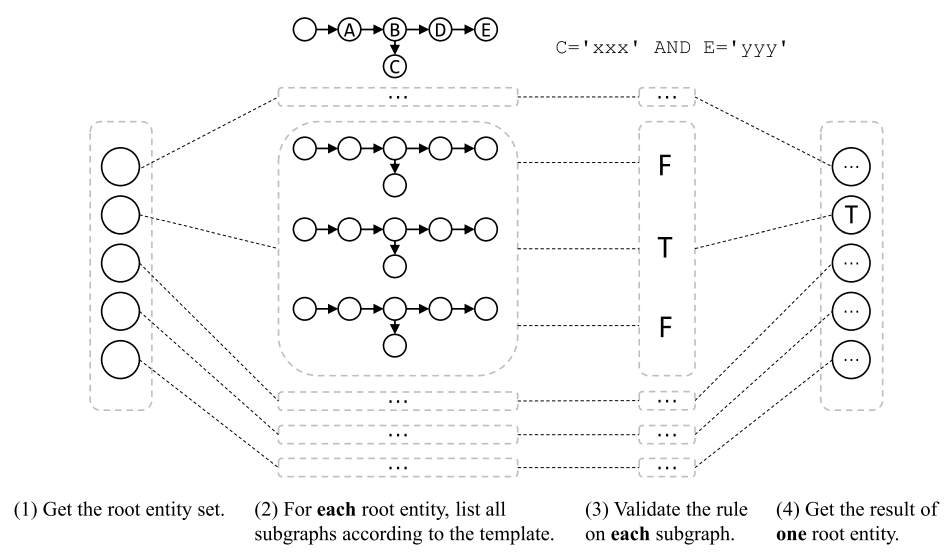 A B D E
C
C='xxx' AND E='yyy'
... ...
F ...
T T
...
F ...
...
... ...
... ...
... ...
(1) Get the root entity set. (2) For each root entity, list all (3) Validate the rule (4) Get the result of
subgraphs according to the template. on each subgraph. one root entity.